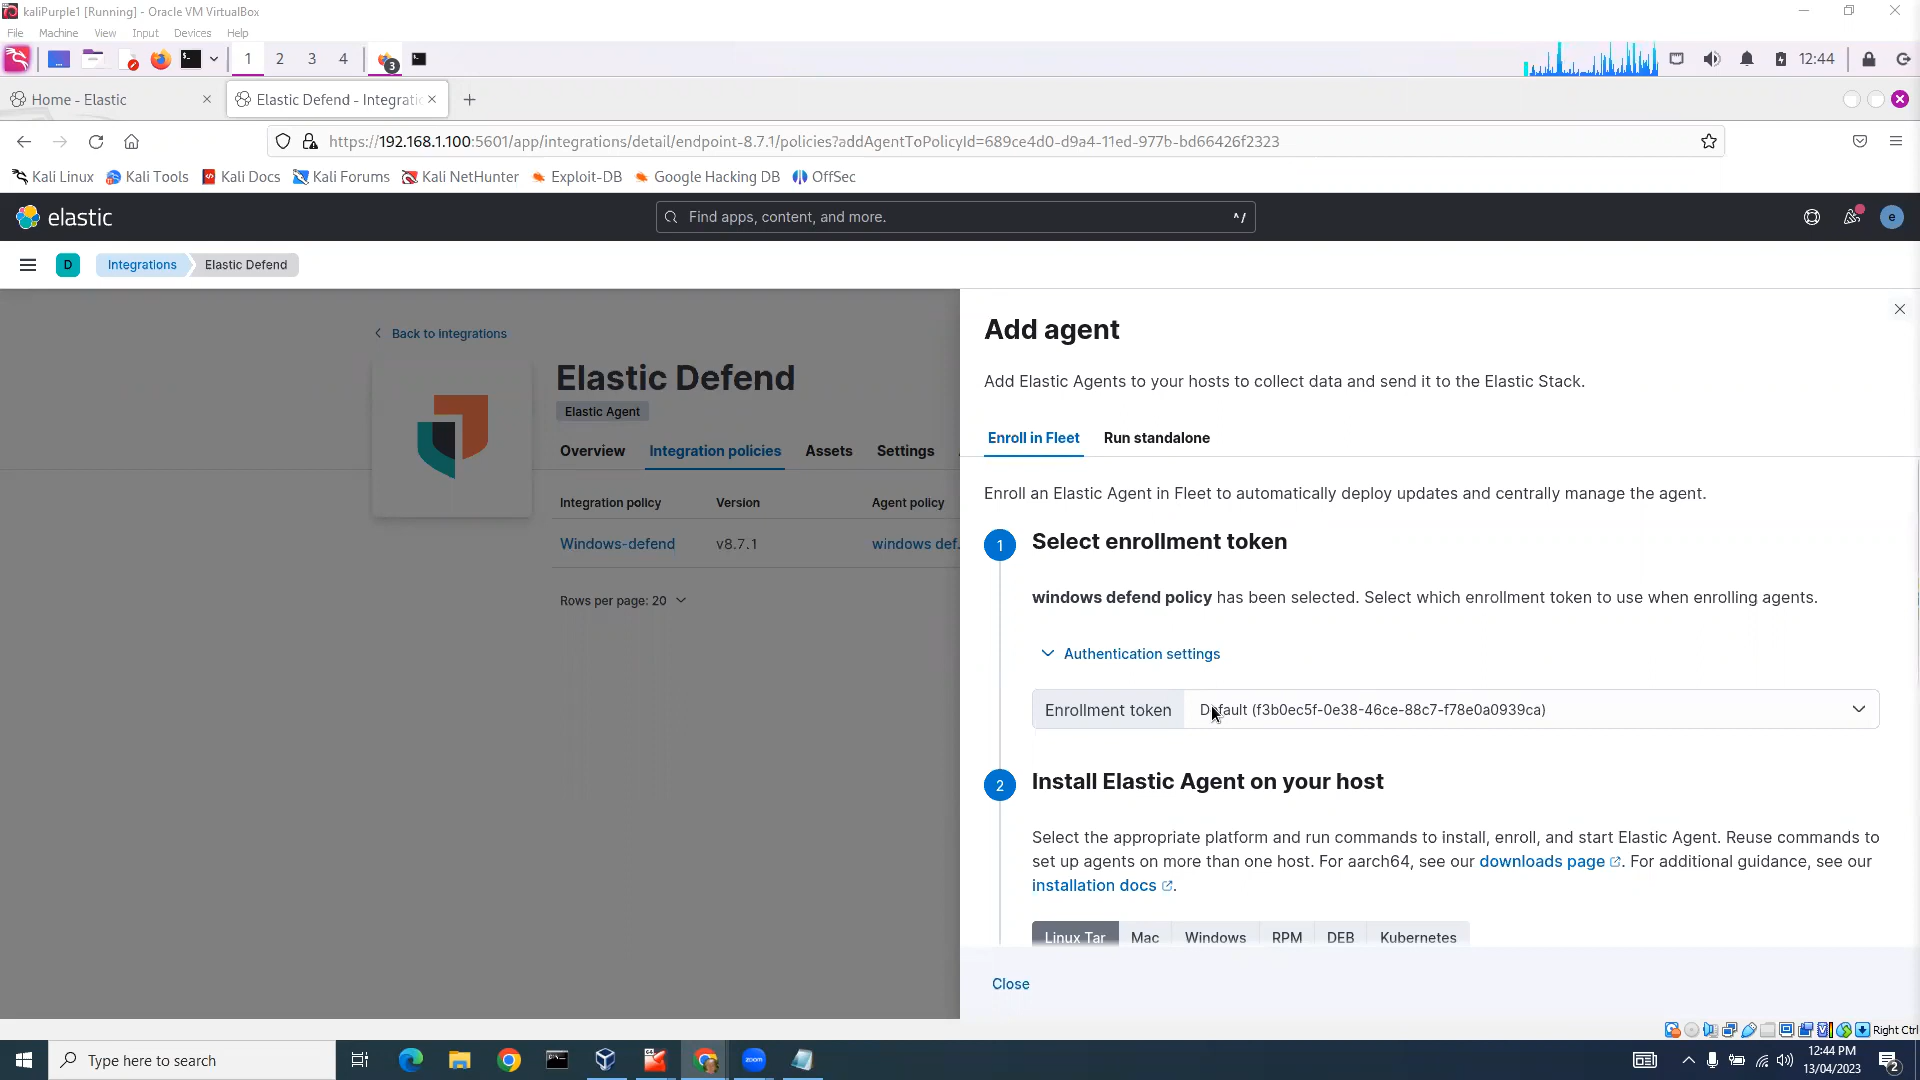 kaliPurple1 [Running] - Oracle VM VirtualBox
File Machine View Input Devices Help
1 2 3 4 3 12:44
Home - Elastic Elastic Defend - Integrati
https://192.168.1.100:5601/app/integrations/detail/endpoint-8.7.1/policies?addAgentToPolicyId=689ce4d0-d9a4-11ed-977b-bd66426f2323
Kali Linux Kali Tools Kali Docs Kali Forums Kali NetHunter Exploit-DB Google Hacking DB OffSec
elastic Find apps, content, and more. ^/ e
D Integrations Elastic Defend
Back to integrations
Elastic Defend
Elastic Agent
Overview Integration policies Assets Settings
Integration policy Version Agent policy
Windows-defend v8.7.1 windows def.
Rows per page: 20
Add agent
Add Elastic Agents to your hosts to collect data and send it to the Elastic Stack.
Enroll in Fleet Run standalone
Enroll an Elastic Agent in Fleet to automatically deploy updates and centrally manage the agent.
1 Select enrollment token
windows defend policy has been selected. Select which enrollment token to use when enrolling agents.
Authentication settings
Enrollment token Default (f3b0ec5f-0e38-46ce-88c7-f78e0a0939ca)
2 Install Elastic Agent on your host
Select the appropriate platform and run commands to install, enroll, and start Elastic Agent. Reuse commands to
set up agents on more than one host. For aarch64, see our downloads page. For additional guidance, see our
installation docs.
Linux Tar Mac Windows RPM DEB Kubernetes
Close
Right Ctrl
Type here to search
zoom
12:44 PM
13/04/2023
2